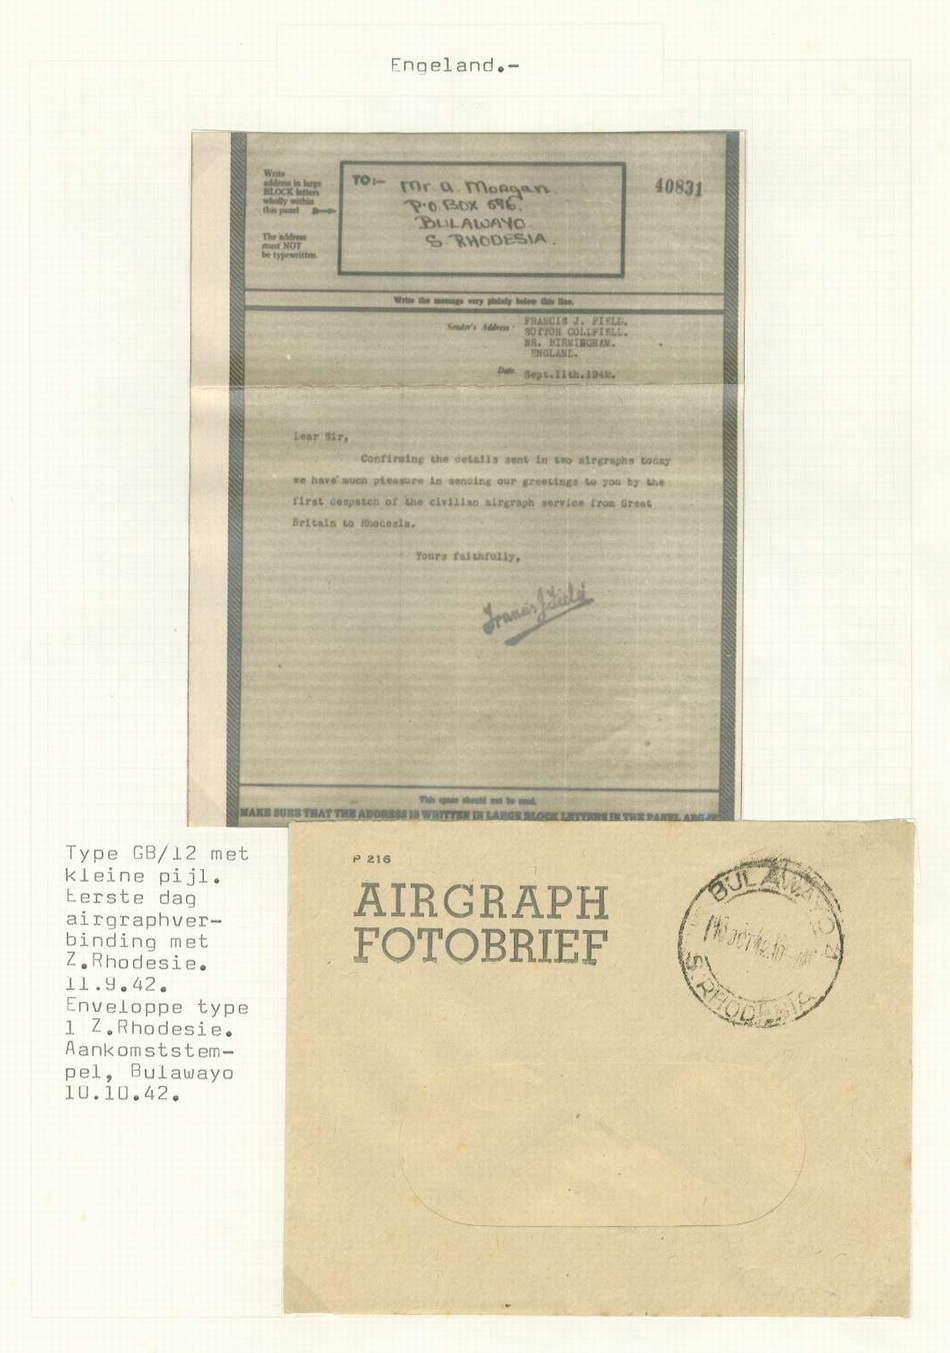 Engeland.-
Write
address in large
BLOCK letters
wholly within
this panel
The address
must NOT
be typewritten.
TO:-
Mr. A. Morgan.
P.O. BOX 596.
BULAWAYO.
S. RHODESIA.
40831
Write the message very plainly below this line.
Sender's Address
FRANCIS J. FIELD.
SUTTON COLDFIELD.
NR. BIRMINGHAM.
ENGLAND.
Date Sept.11th.1942.
Dear Sir,
Confirming the details sent in two airgraphs today
we have much pleasure in sending our greetings to you by the
first despatch of the civilian airgraph service from Great
Britain to Rhodesia.
Yours faithfully,
Francis J Field
This space should not be used.
MAKE SURE THAT THE ADDRESS IS WRITTEN IN LARGE BLOCK LETTERS IN THE PANEL
Type GB/12 met
kleine pijl.
Eerste dag
airgraphver-
binding met
Z.Rhodesie.
11.9.42.
Enveloppe type
1 Z.Rhodesie.
Aankomststem-
pel, Bulawayo
10.10.42.
P 216
AIRGRAPH
FOTOBRIEF
BULAWAYO
10 OCT 42
S. RHODESIA